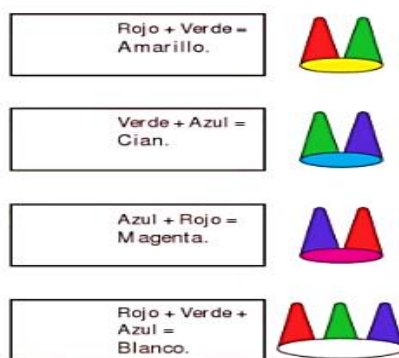 Rojo + Verde =
Amarillo.
Verde + Azul =
Cian.
Azul + Rojo =
Magenta.
Rojo + Verde +
Azul =
Blanco.